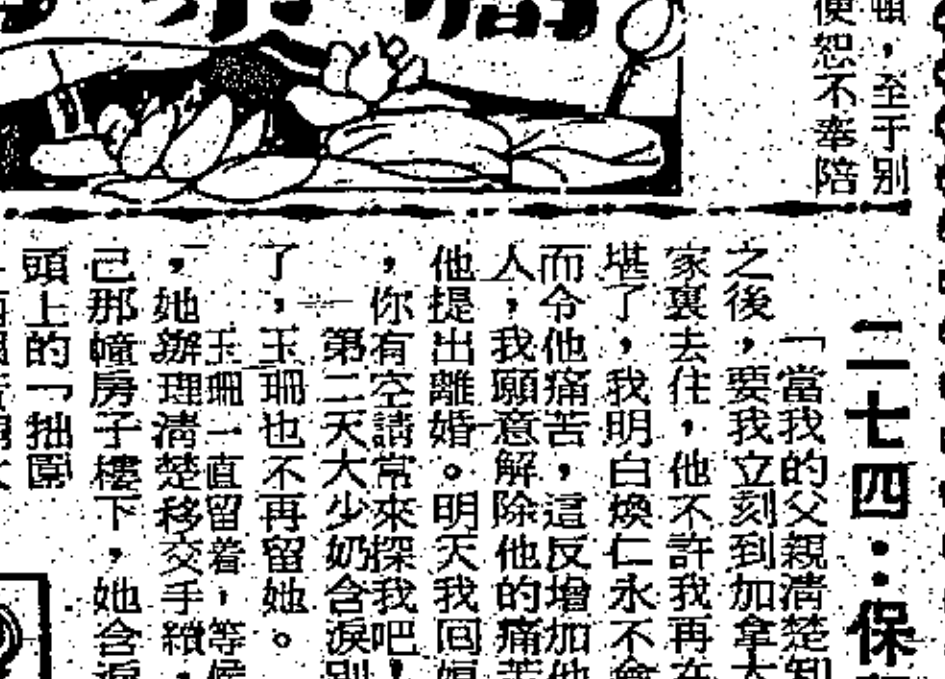 頓，至于别
便恕不奉陪
二七四：保
「當我的父親清楚知
之後，要我立刻到加拿大
家裏去住，他不許我再在
堪了，我明白煥仁永不會
而令他痛苦，這反增加他
人，我願意解除他的痛苦
他提出離婚。明天我囘娘
，你有空請常來探我吧！
第二天大少奶含淚別
了，玉珊也不再留她。
玉珊一直留着，等候
，她辦理清楚移交手續，
己那幢房子樓下，她含淚
頭上的「拙園